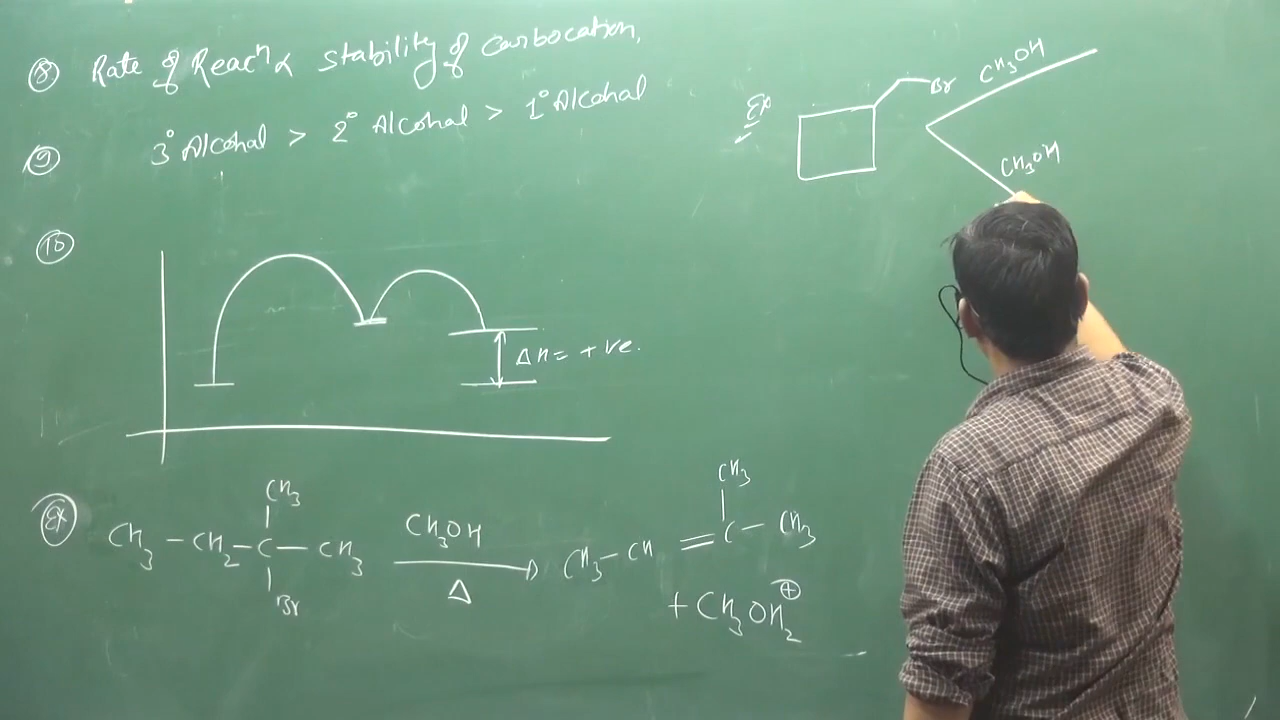 ⑧ Rate of Reacⁿ α Stability of Carbocation,
⑨ 3° Alcohal > 2° Alcohal > 1° Alcohal
⑩
ΔH = +ve.
Ex
CH₃
CH₃ – CH₂ – C – CH₃
Br
CH₃OH
Δ
CH₃
CH₃ – CH = C – CH₃
+ CH₃OH₂⊕
Ex
Br
CH₃OH
CH₃OH